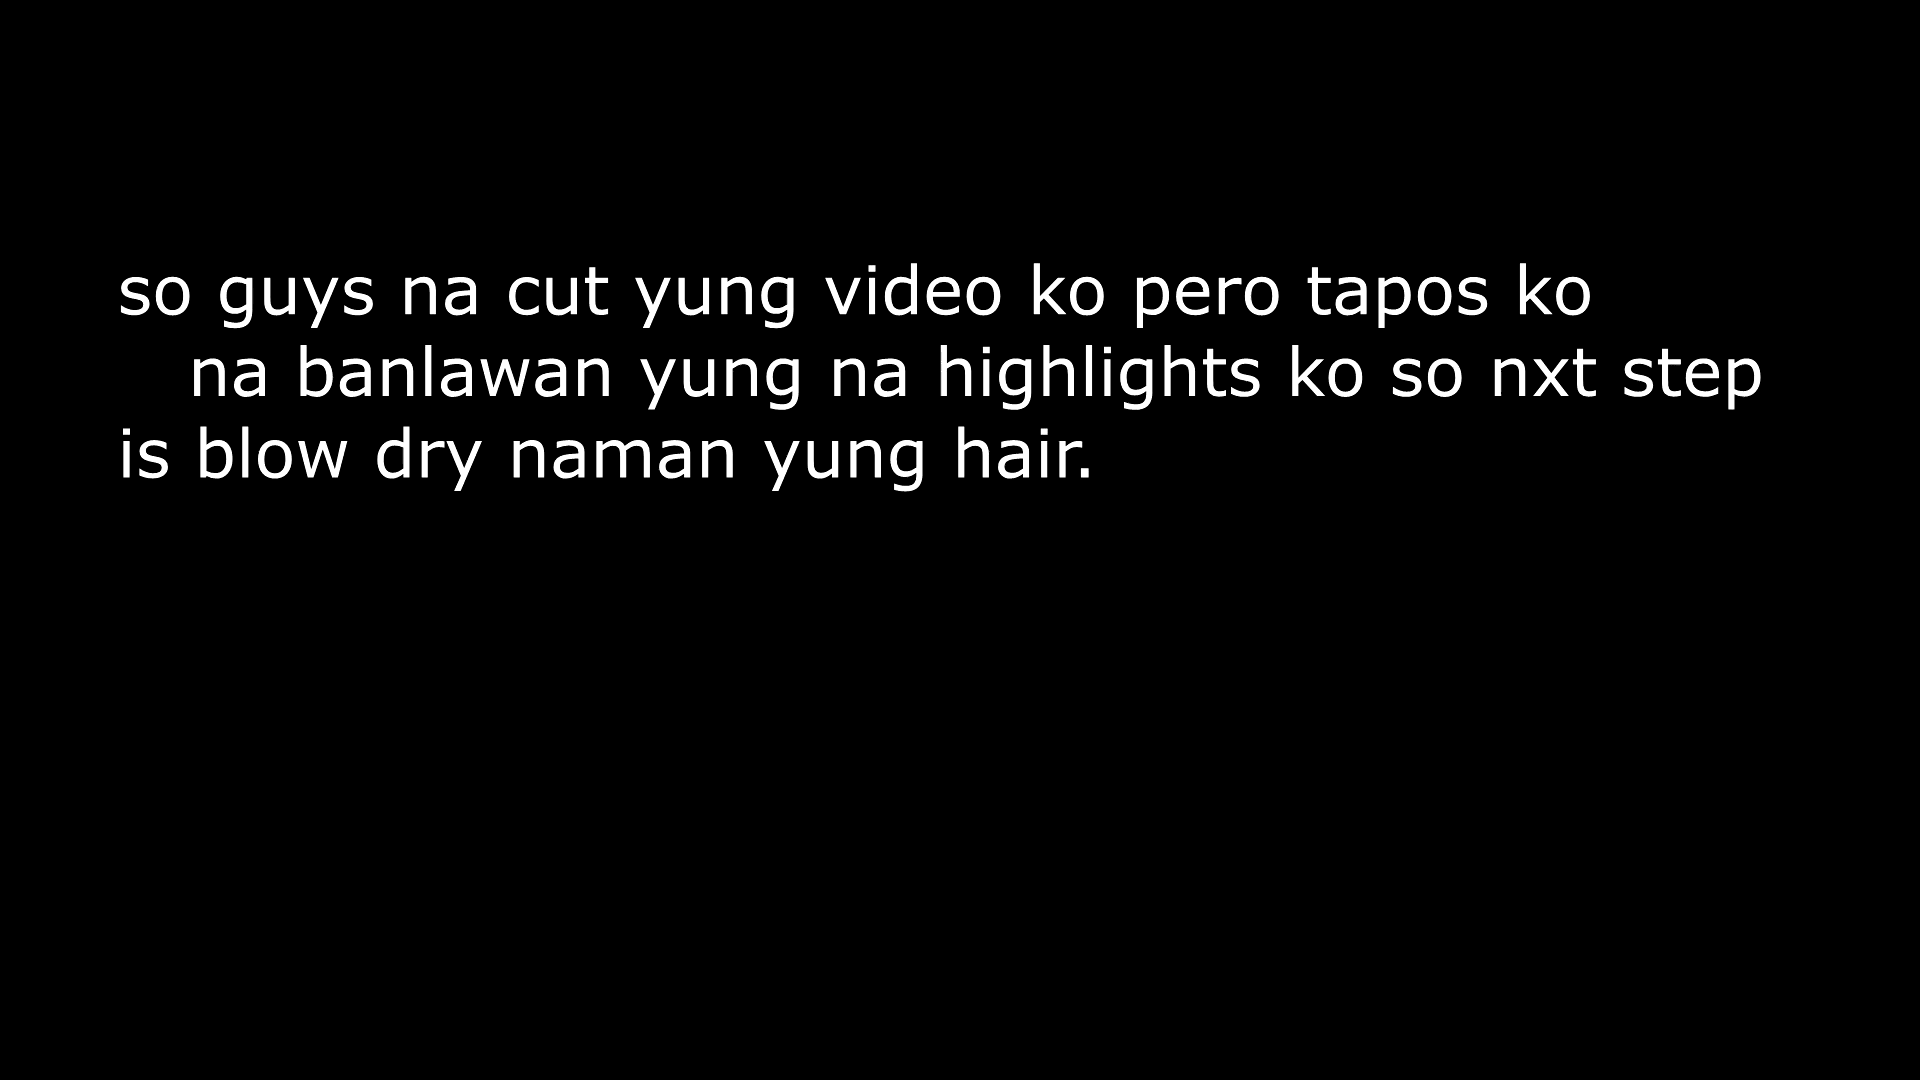 so guys na cut yung video ko pero tapos ko
na banlawan yung na highlights ko so nxt step
is blow dry naman yung hair.